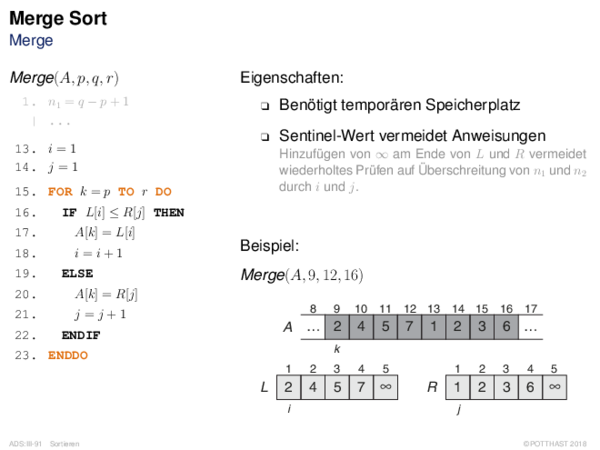 Merge Sort
Merge
Merge(A, p, q, r)
1. n₁ = q − p + 1
| ...
13. i = 1
14. j = 1
15. FOR k = p TO r DO
16. IF L[i] ≤ R[j] THEN
17. A[k] = L[i]
18. i = i + 1
19. ELSE
20. A[k] = R[j]
21. j = j + 1
22. ENDIF
23. ENDDO
Eigenschaften:
❑ Benötigt temporären Speicherplatz
❑ Sentinel-Wert vermeidet Anweisungen
Hinzufügen von ∞ am Ende von L und R vermeidet
wiederholtes Prüfen auf Überschreitung von n₁ und n₂
durch i und j.
Beispiel:
Merge(A, 9, 12, 16)
8 9 10 11 12 13 14 15 16 17
A ... 2 4 5 7 1 2 3 6 ...
k
1 2 3 4 5 1 2 3 4 5
L 2 4 5 7 ∞ R 1 2 3 6 ∞
i j
ADS:III-91 Sortieren ©POTTHAST 2018